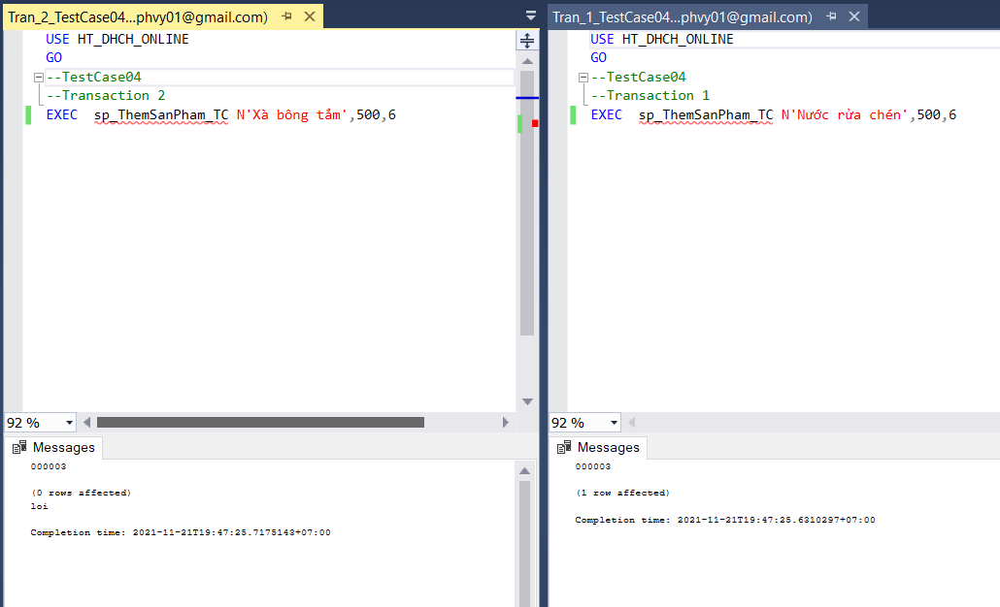 Tran_2_TestCase04...phvy01@gmail.com)
USE HT_DHCH_ONLINE
GO
--TestCase04
--Transaction 2
EXEC  sp_ThemSanPham_TC N'Xà bông tắm',500,6
92 %
Messages
000003
(0 rows affected)
loi
Completion time: 2021-11-21T19:47:25.7175143+07:00
Tran_1_TestCase04...phvy01@gmail.com)
USE HT_DHCH_ONLINE
GO
--TestCase04
--Transaction 1
EXEC  sp_ThemSanPham_TC N'Nước rửa chén',500,6
92 %
Messages
000003
(1 row affected)
Completion time: 2021-11-21T19:47:25.6310297+07:00